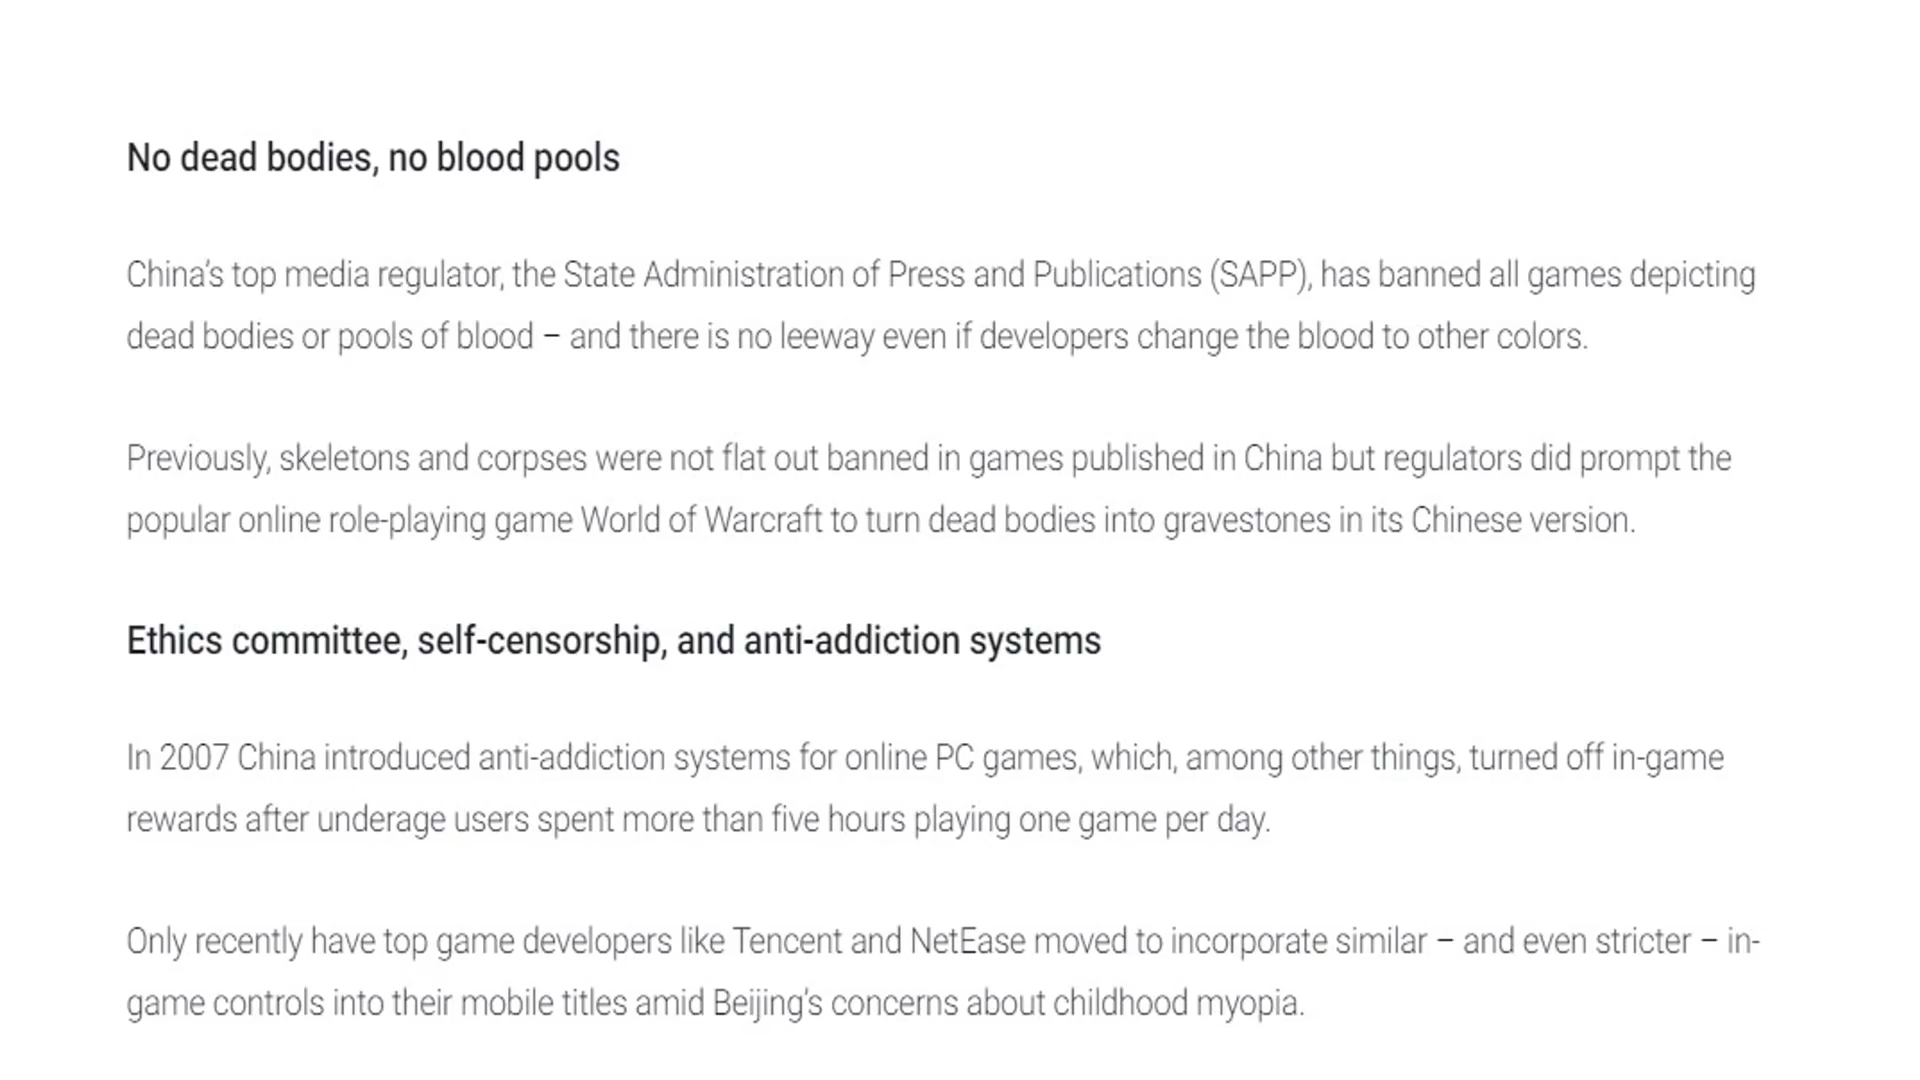 No dead bodies, no blood pools
China’s top media regulator, the State Administration of Press and Publications (SAPP), has banned all games depicting
dead bodies or pools of blood – and there is no leeway even if developers change the blood to other colors.
Previously, skeletons and corpses were not flat out banned in games published in China but regulators did prompt the
popular online role-playing game World of Warcraft to turn dead bodies into gravestones in its Chinese version.
Ethics committee, self-censorship, and anti-addiction systems
In 2007 China introduced anti-addiction systems for online PC games, which, among other things, turned off in-game
rewards after underage users spent more than five hours playing one game per day.
Only recently have top game developers like Tencent and NetEase moved to incorporate similar – and even stricter – in-
game controls into their mobile titles amid Beijing’s concerns about childhood myopia.